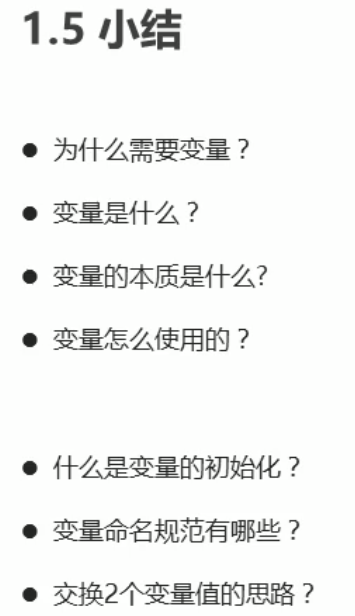 1.5 小结
● 为什么需要变量？
● 变量是什么？
● 变量的本质是什么?
● 变量怎么使用的？
● 什么是变量的初始化？
● 变量命名规范有哪些？
● 交换2个变量值的思路？